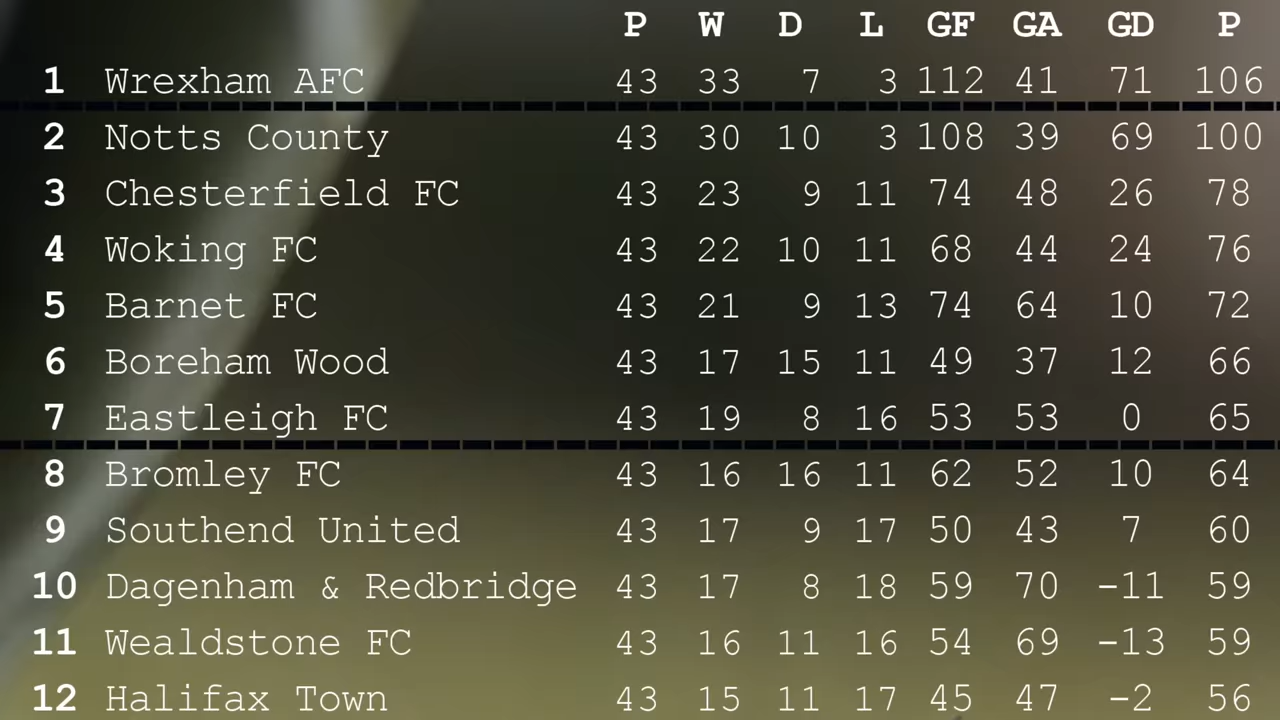 P W D L GF GA GD P
1 Wrexham AFC 43 33 7 3 112 41 71 106
2 Notts County 43 30 10 3 108 39 69 100
3 Chesterfield FC 43 23 9 11 74 48 26 78
4 Woking FC 43 22 10 11 68 44 24 76
5 Barnet FC 43 21 9 13 74 64 10 72
6 Boreham Wood 43 17 15 11 49 37 12 66
7 Eastleigh FC 43 19 8 16 53 53 0 65
8 Bromley FC 43 16 16 11 62 52 10 64
9 Southend United 43 17 9 17 50 43 7 60
10 Dagenham & Redbridge 43 17 8 18 59 70 -11 59
11 Wealdstone FC 43 16 11 16 54 69 -13 59
12 Halifax Town 43 15 11 17 45 47 -2 56